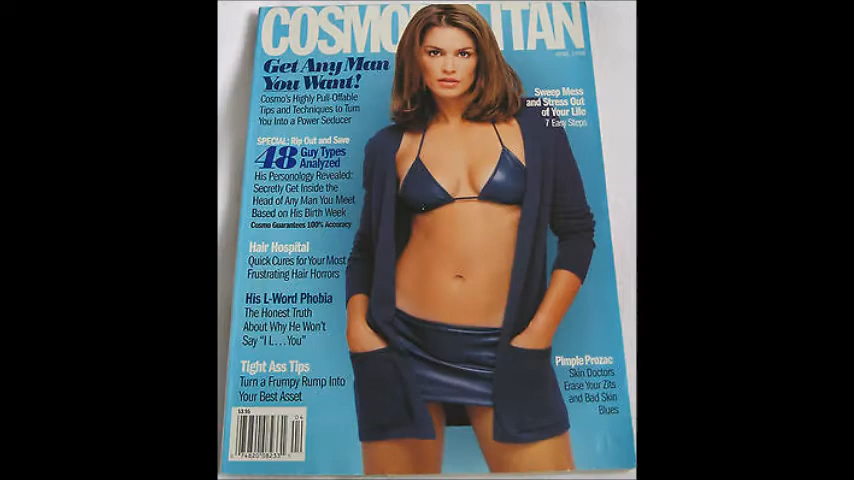 COSMOPOLITAN
Get Any Man
You Want!
Cosmo's Highly Pull-Offable
Tips and Techniques to Turn
You Into a Power Seducer
SPECIAL: Rip Out and Save
48 Guy Types
Analyzed
His Personology Revealed:
Secretly Get Inside the
Head of Any Man You Meet
Based on His Birth Week
Cosmo Guarantees 100% Accuracy
Hair Hospital
Quick Cures for Your Most
Frustrating Hair Horrors
His L-Word Phobia
The Honest Truth
About Why He Won't
Say "I L...You"
Tight Ass Tips
Turn a Frumpy Rump Into
Your Best Asset
04
74820 08233
Sweep Mess
and Stress Out
of Your Life
7 Easy Steps
Pimple Prozac
Skin Doctors
Erase Your Zits
and Bad Skin
Blues